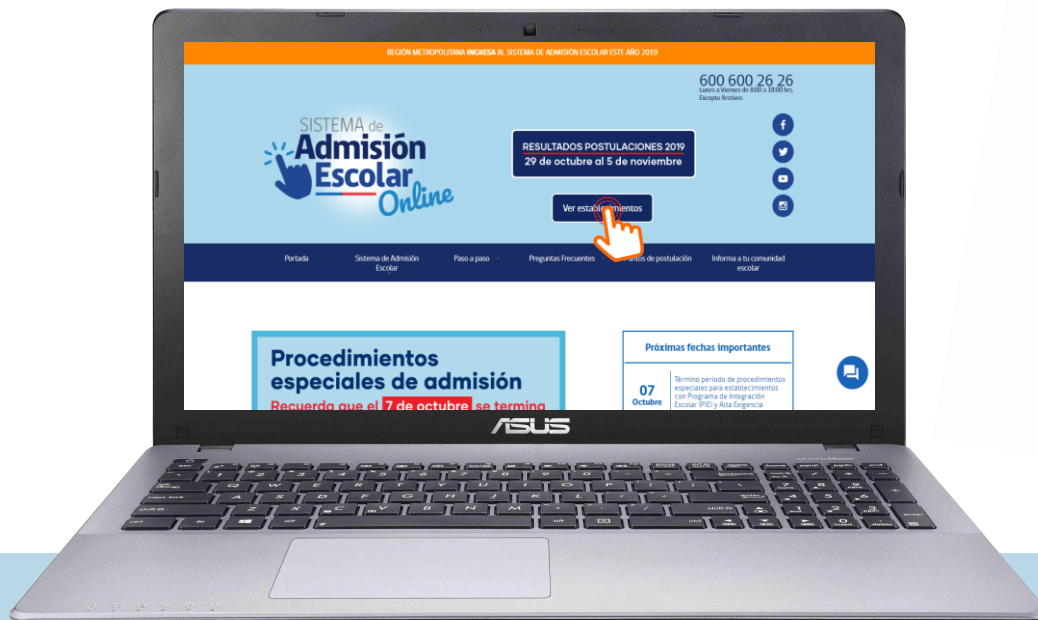 REGIÓN METROPOLITANA INGRESA AL SISTEMA DE ADMISIÓN ESCOLAR ESTE AÑO 2019
600 600 26 26
Lunes a Viernes de 8:00 a 18:00 hrs.
Excepto festivos
SISTEMA de
Admisión
Escolar
Online
RESULTADOS POSTULACIONES 2019
29 de octubre al 5 de noviembre
Ver establecimientos
Portada
Sistema de Admisión
Escolar
Paso a paso
Preguntas Frecuentes
de postulación
Informa a tu comunidad
escolar
Procedimientos
especiales de admisión
Recuerda que el 7 de octubre se termina
Próximas fechas importantes
07
Octubre
Término periodo de procedimientos
especiales para establecimientos
con Programa de Integración
Escolar (PIE) y Alta Exigencia
ASUS